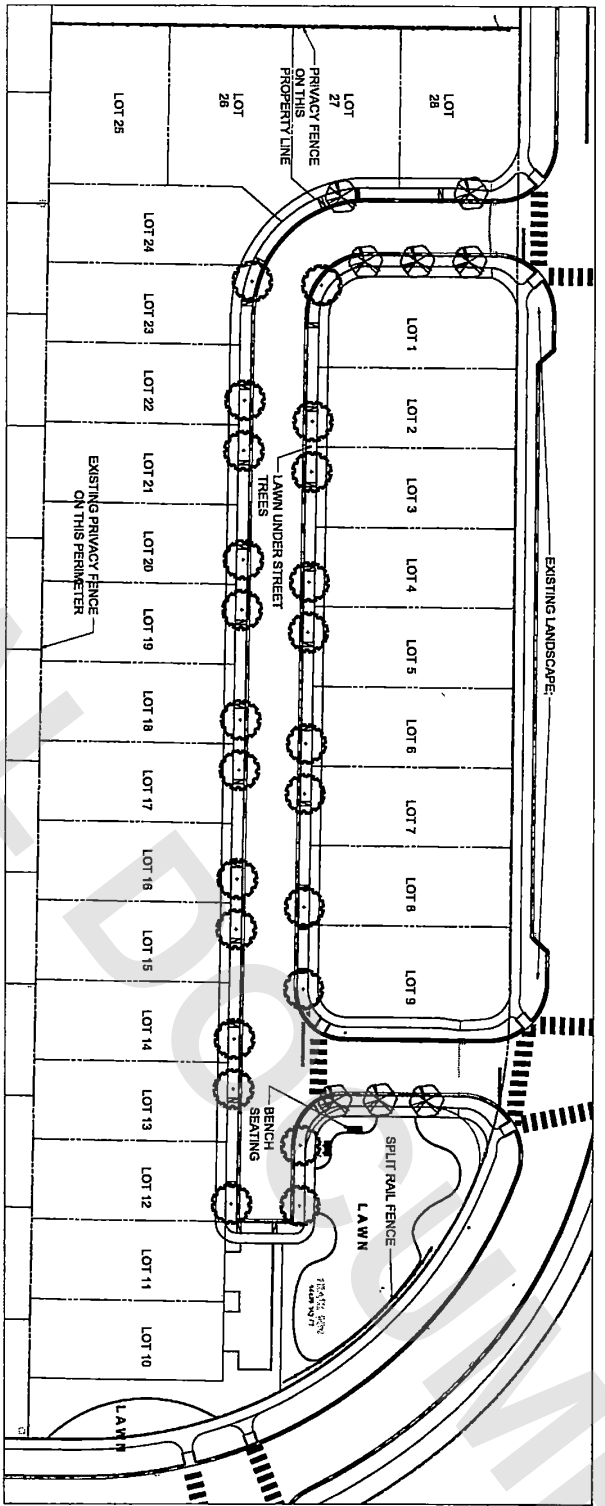 LOT
28
LOT
27
PRIVACY FENCE
ON THIS
PROPERTY LINE
LOT
26
LOT 25
LOT 24
LOT 23
LOT 22
LOT 21
LOT 20
LOT 19
LOT 18
LOT 17
LOT 16
LOT 15
LOT 14
LOT 13
LOT 12
LOT 11
LOT 10
LOT 1
LOT 2
LOT 3
LOT 4
LOT 5
LOT 6
LOT 7
LOT 8
LOT 9
EXISTING LANDSCAPE
LAWN UNDER STREET
TREES
EXISTING PRIVACY FENCE
ON THIS PERIMETER
BENCH
SEATING
SPLIT RAIL FENCE
LAWN
LAWN
DOCUM